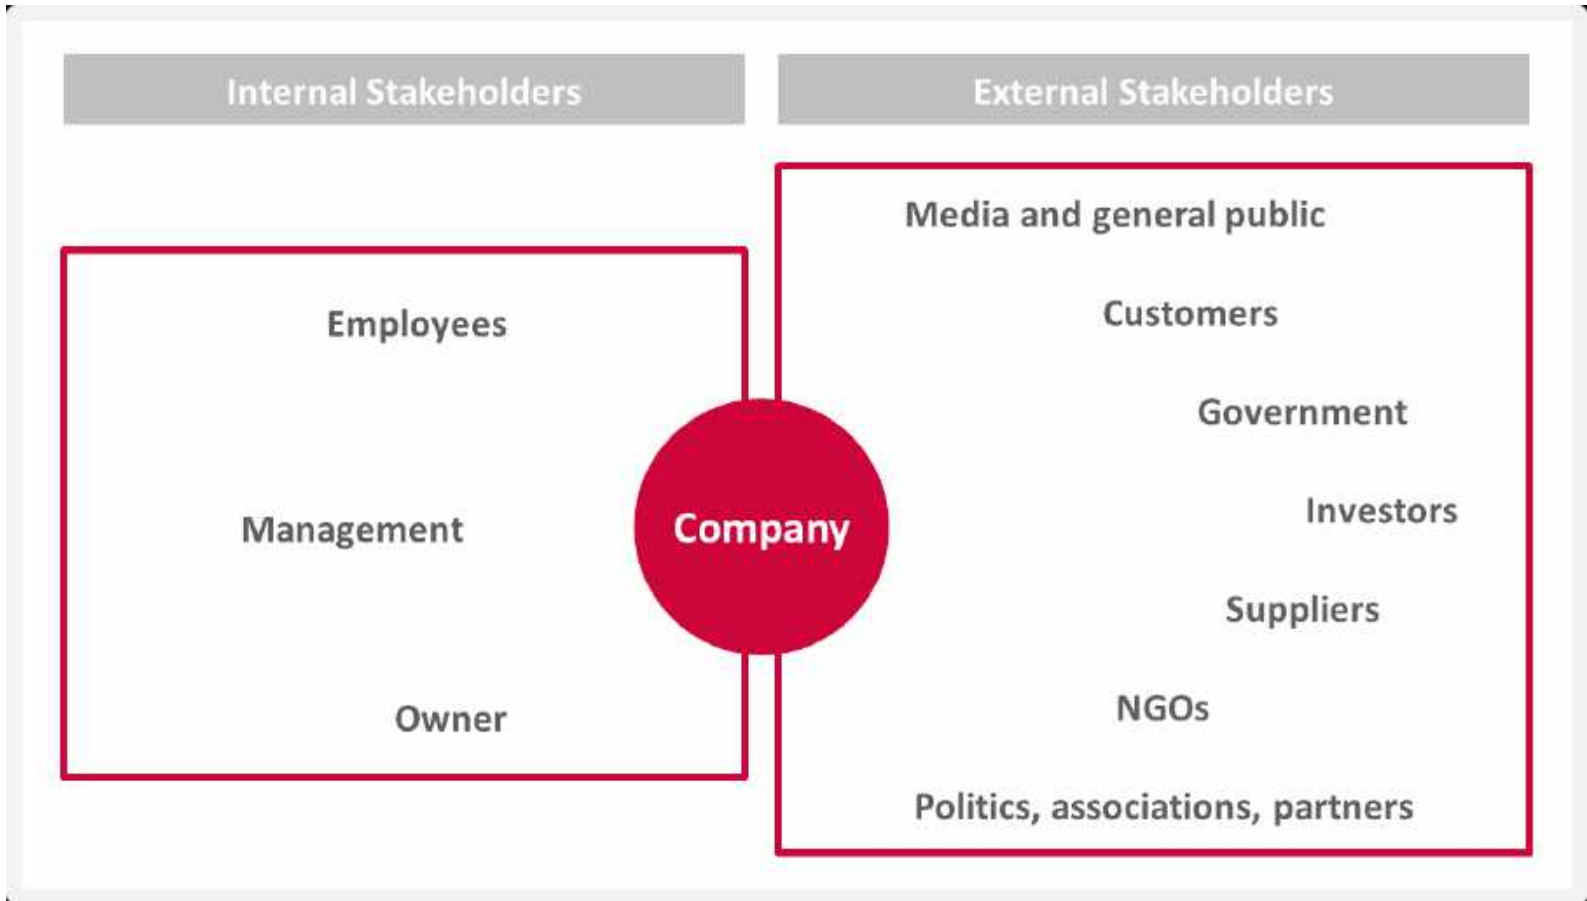 Internal Stakeholders
External Stakeholders
Employees
Management
Owner
Company
Media and general public
Customers
Government
Investors
Suppliers
NGOs
Politics, associations, partners